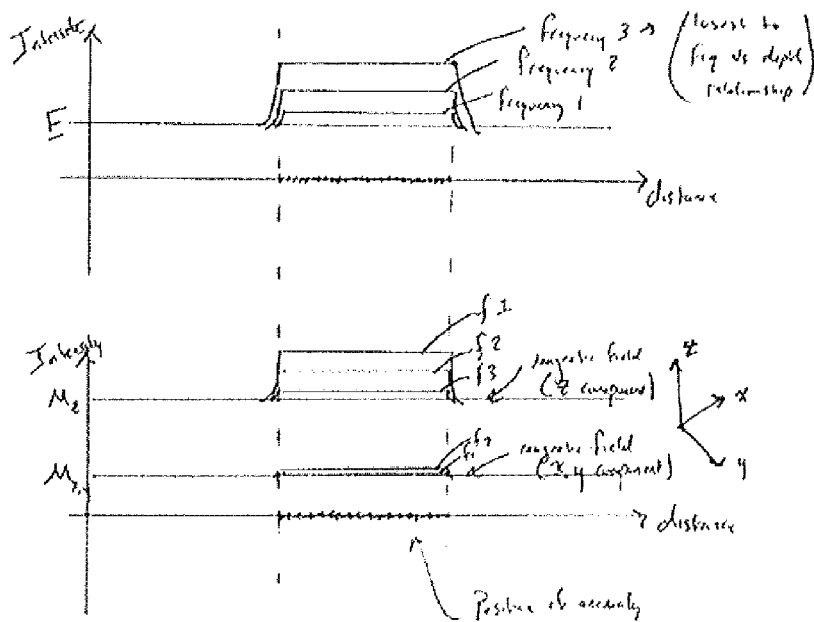 Intensity
frequency 3 → (closest to
freq vs depth
relationship)
frequency 2
frequency 1
E
distance
Intensity
f1
f2
f3
Mz
magnetic field
(z component)
magnetic field
(x,y component)
z
x
y
distance
Position of anomaly